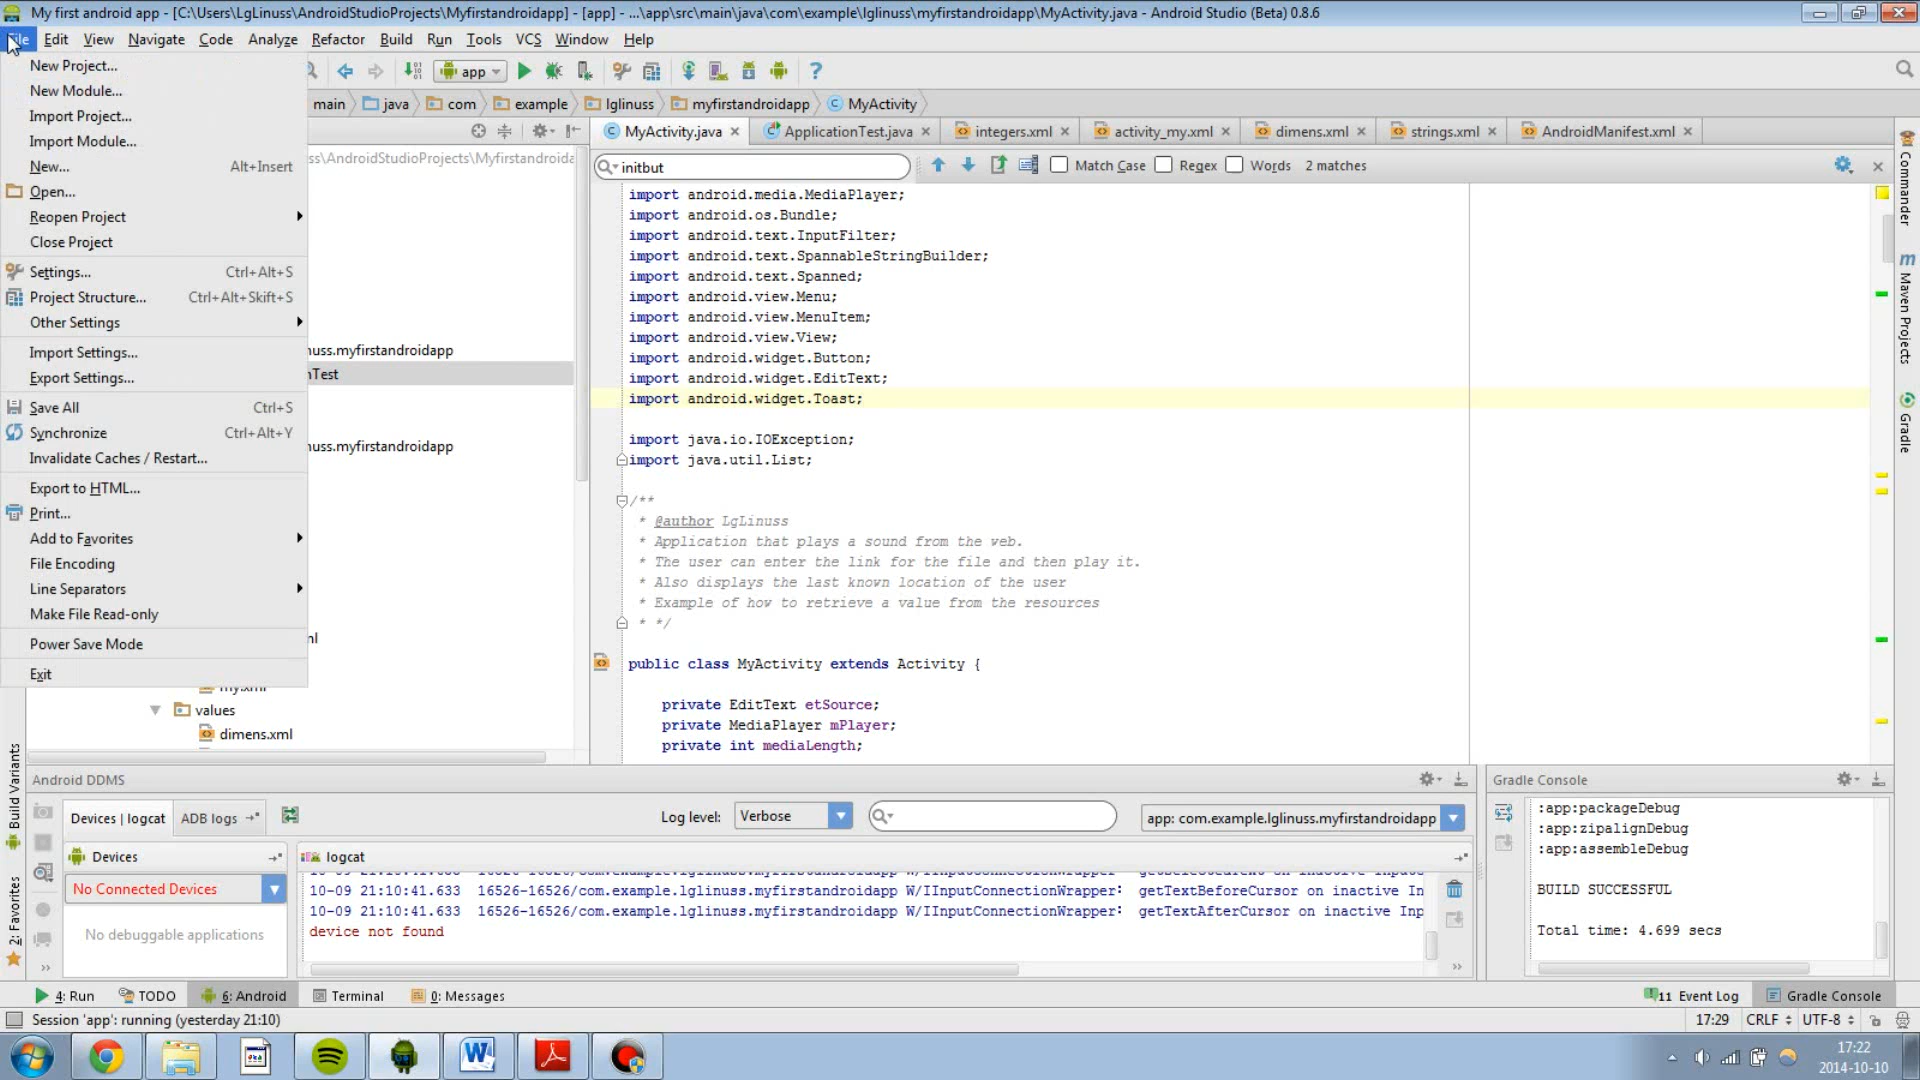 My first android app - [C:\Users\LgLinuss\AndroidStudioProjects\Myfirstandroidapp] - [app] - ...\app\src\main\java\com\example\lglinuss\myfirstandroidapp\MyActivity.java - Android Studio (Beta) 0.8.6
File Edit View Navigate Code Analyze Refactor Build Run Tools VCS Window Help
New Project...
New Module...
Import Project...
Import Module...
New... Alt+Insert
Open...
Reopen Project
Close Project
Settings... Ctrl+Alt+S
Project Structure... Ctrl+Alt+Skift+S
Other Settings
Import Settings...
Export Settings...
Save All Ctrl+S
Synchronize Ctrl+Alt+Y
Invalidate Caches / Restart...
Export to HTML...
Print...
Add to Favorites
File Encoding
Line Separators
Make File Read-only
Power Save Mode
Exit
app
main java com example lglinuss myfirstandroidapp MyActivity
ss\AndroidStudioProjects\Myfirstandroida
nuss.myfirstandroidapp
nTest
nuss.myfirstandroidapp
my.xml
values
dimens.xml
MyActivity.java ApplicationTest.java integers.xml activity_my.xml dimens.xml strings.xml AndroidManifest.xml
initbut Match Case Regex Words 2 matches
import android.media.MediaPlayer;
import android.os.Bundle;
import android.text.InputFilter;
import android.text.SpannableStringBuilder;
import android.text.Spanned;
import android.view.Menu;
import android.view.MenuItem;
import android.view.View;
import android.widget.Button;
import android.widget.EditText;
import android.widget.Toast;
import java.io.IOException;
import java.util.List;
/**
* @author LgLinuss
* Application that plays a sound from the web.
* The user can enter the link for the file and then play it.
* Also displays the last known location of the user
* Example of how to retrieve a value from the resources
* */
public class MyActivity extends Activity {
private EditText etSource;
private MediaPlayer mPlayer;
private int mediaLength;
Commander
Maven Projects
Gradle
Build Variants
2: Favorites
Android DDMS
Devices | logcat ADB logs Log level: Verbose app: com.example.lglinuss.myfirstandroidapp
Devices
No Connected Devices
No debuggable applications
logcat
10-09 21:10:41.633 16526-16526/com.example.lglinuss.myfirstandroidapp W/IInputConnectionWrapper: getTextBeforeCursor on inactive In
10-09 21:10:41.633 16526-16526/com.example.lglinuss.myfirstandroidapp W/IInputConnectionWrapper: getTextAfterCursor on inactive Inp
device not found
Gradle Console
:app:packageDebug
:app:zipalignDebug
:app:assembleDebug
BUILD SUCCESSFUL
Total time: 4.699 secs
4: Run TODO 6: Android Terminal 0: Messages 11 Event Log Gradle Console
Session 'app': running (yesterday 21:10) 17:29 CRLF UTF-8
17:22
2014-10-10